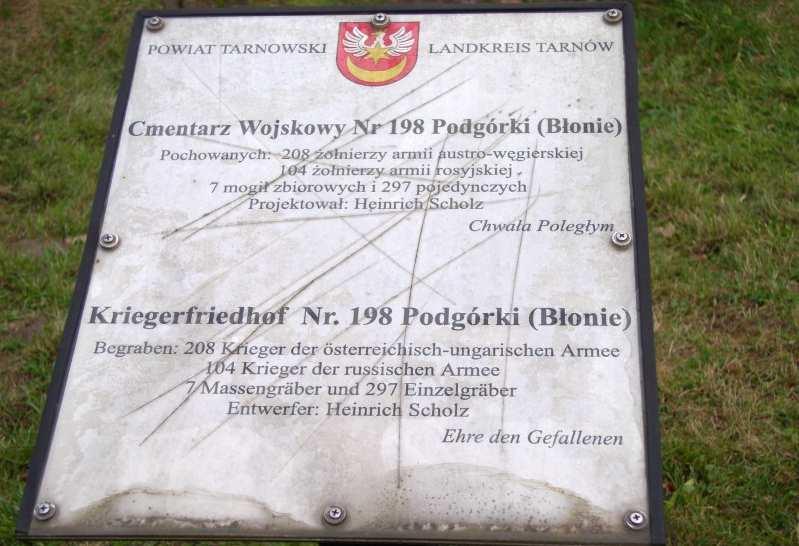 POWIAT TARNOWSKI LANDKREIS TARNÓW
Cmentarz Wojskowy Nr 198 Podgórki (Błonie)
Pochowanych: 208 żołnierzy armii austro-węgierskiej
104 żołnierzy armii rosyjskiej
7 mogił zbiorowych i 297 pojedynczych
Projektował: Heinrich Scholz
Chwała Poległym
Kriegerfriedhof Nr. 198 Podgórki (Błonie)
Begraben: 208 Krieger der österreichisch-ungarischen Armee
104 Krieger der russischen Armee
7 Massengräber und 297 Einzelgräber
Entwerfer: Heinrich Scholz
Ehre den Gefallenen